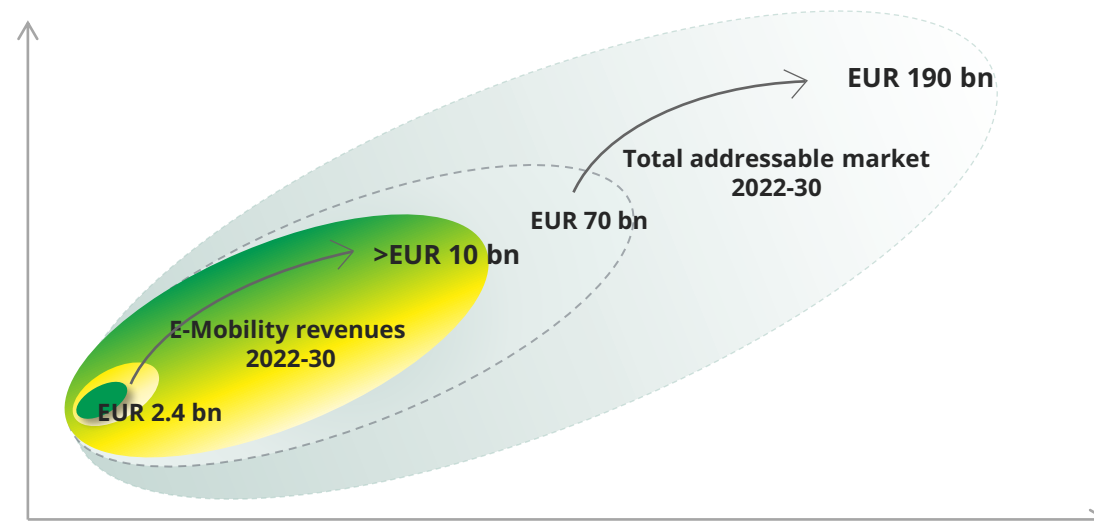 EUR 190 bn
Total addressable market
2022-30
EUR 70 bn
>EUR 10 bn
E-Mobility revenues
2022-30
EUR 2.4 bn